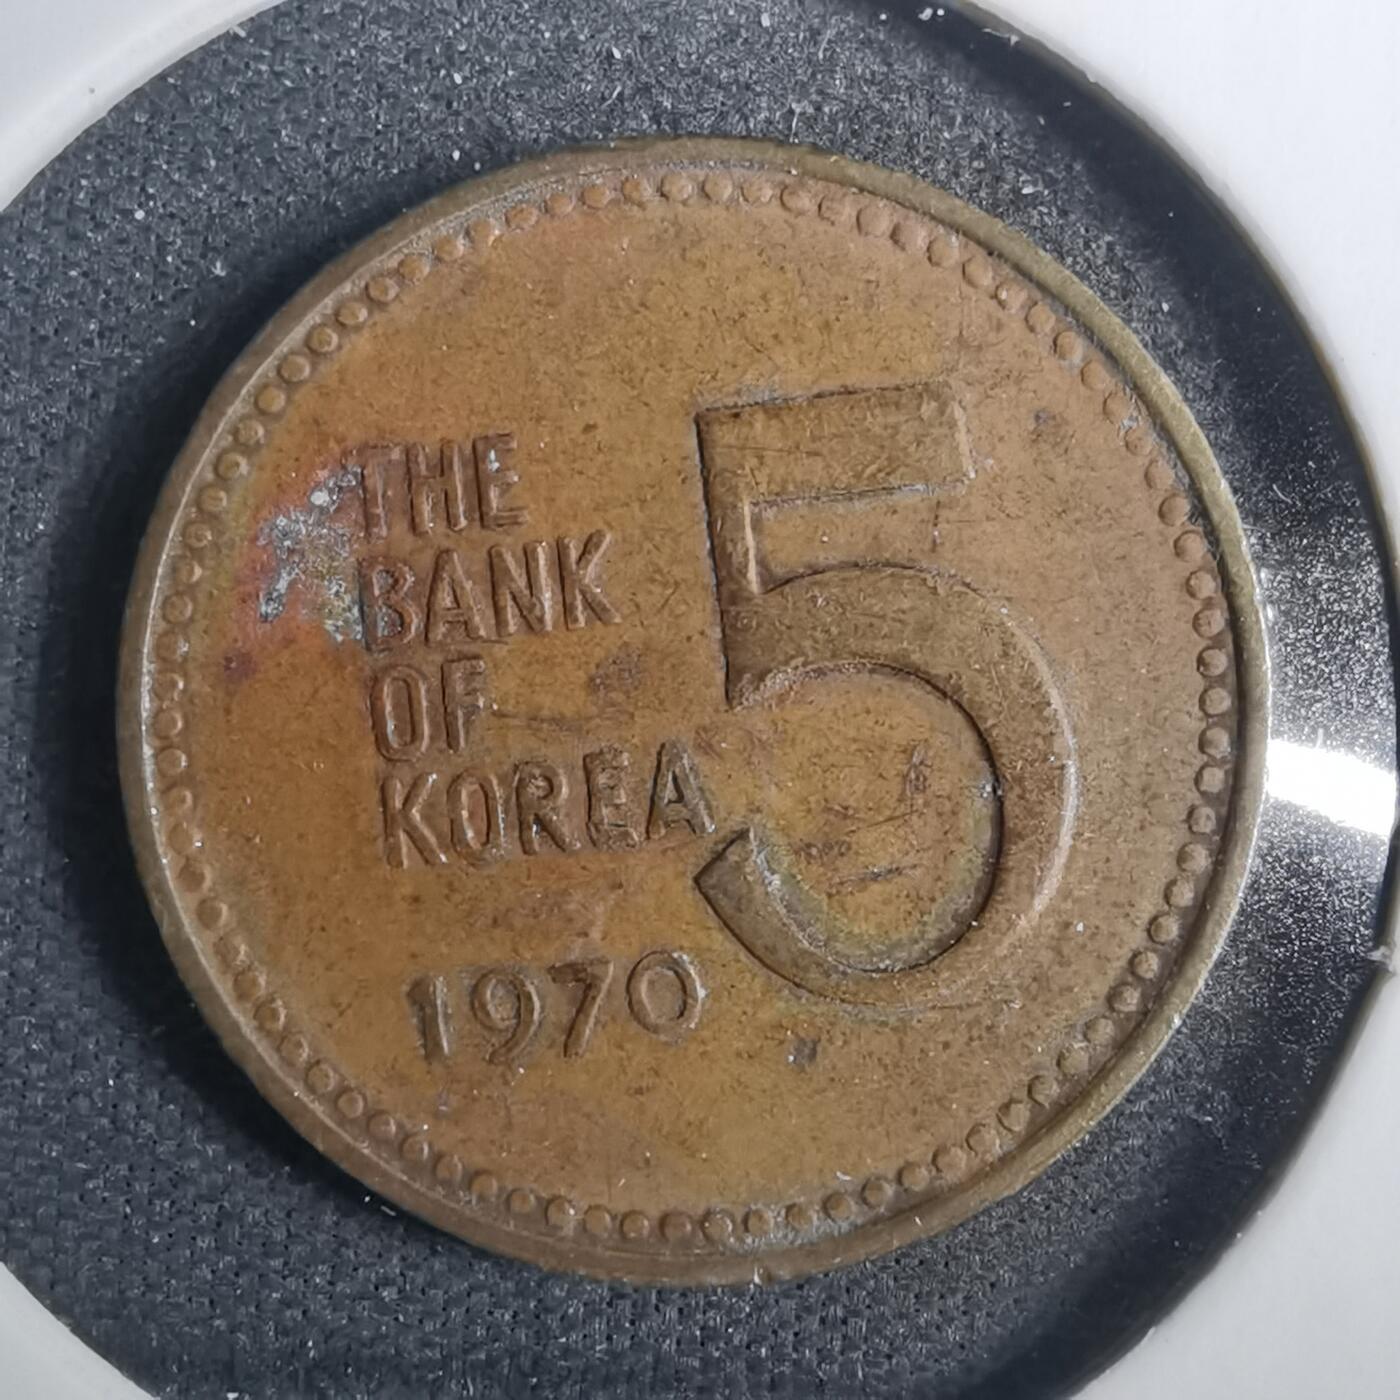 THE
BANK
OF
KOREA
5
1970